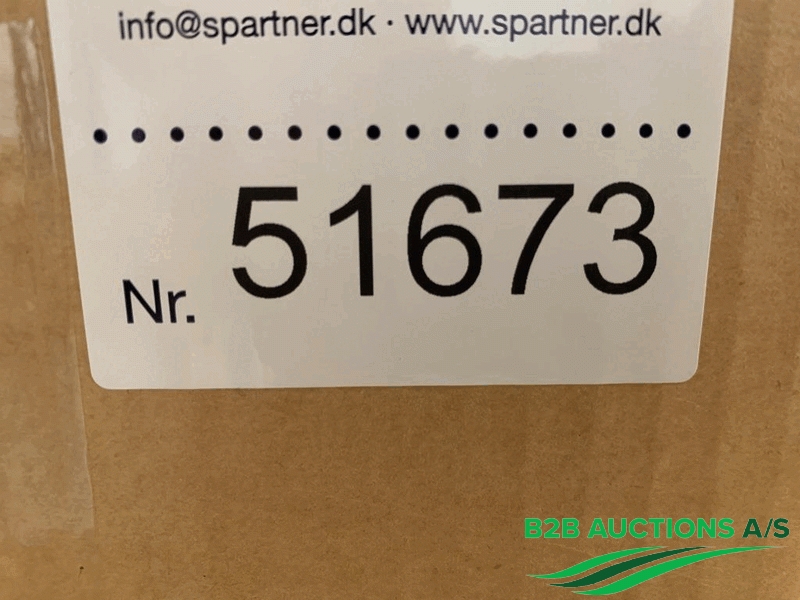 info@spartner.dk · www.spartner.dk
Nr. 51673
B2B AUCTIONS A/S